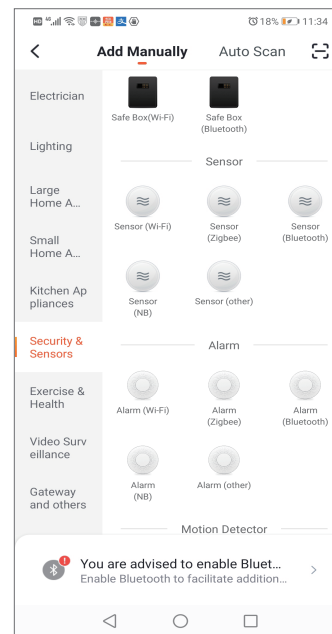 HD 18% 11:34
Add Manually Auto Scan
Electrician
Lighting
Large
Home A...
Small
Home A...
Kitchen Ap
pliances
Security &
Sensors
Exercise &
Health
Video Surv
eillance
Gateway
and others
Safe Box(Wi-Fi)
Safe Box
(Bluetooth)
Sensor
Sensor (Wi-Fi)
Sensor
(Zigbee)
Sensor
(Bluetooth)
Sensor
(NB)
Sensor (other)
Alarm
Alarm (Wi-Fi)
Alarm
(Zigbee)
Alarm
(Bluetooth)
Alarm
(NB)
Alarm (other)
Motion Detector
You are advised to enable Bluet...
Enable Bluetooth to facilitate addition...